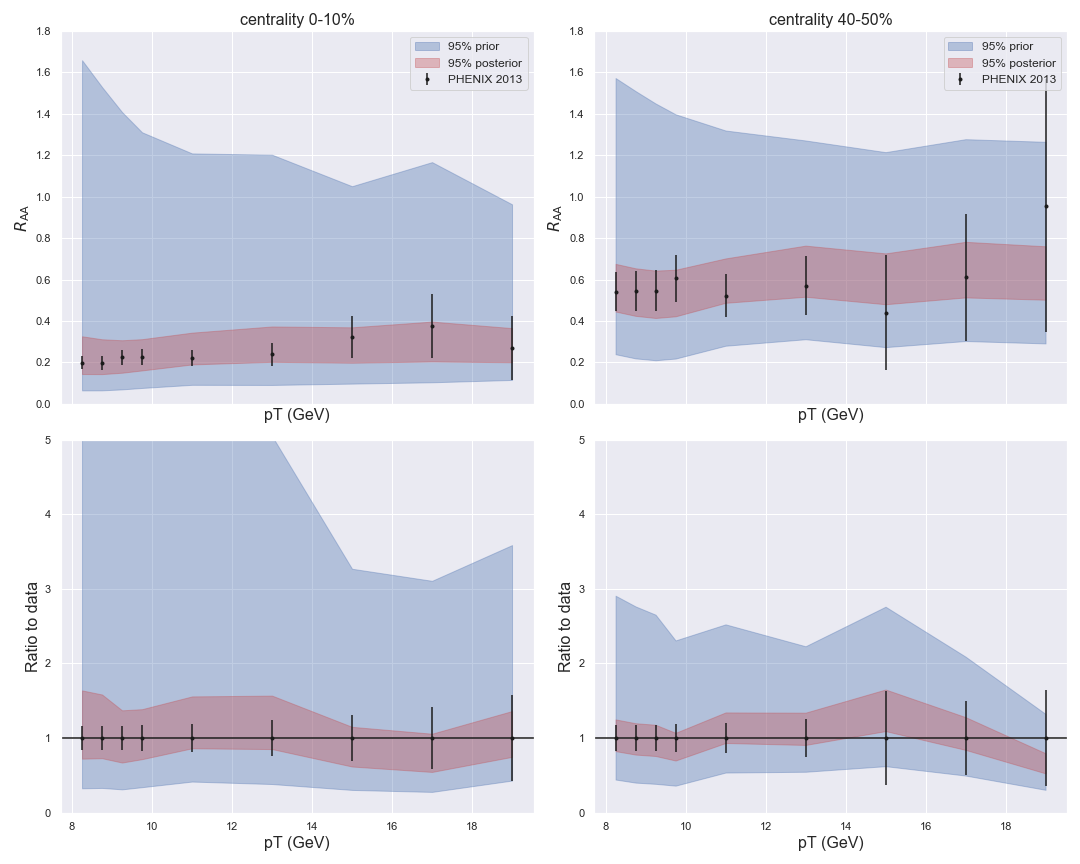 centrality 0-10%
1.8
1.6
1.4
1.2
1.0
0.8
0.6
0.4
0.2
0.0
RAA
95% prior
95% posterior
PHENIX 2013
pT (GeV)
centrality 40-50%
1.8
1.6
1.4
1.2
1.0
0.8
0.6
0.4
0.2
0.0
RAA
95% prior
95% posterior
PHENIX 2013
pT (GeV)
5
4
3
2
1
0
Ratio to data
8 10 12 14 16 18
pT (GeV)
5
4
3
2
1
0
Ratio to data
8 10 12 14 16 18
pT (GeV)